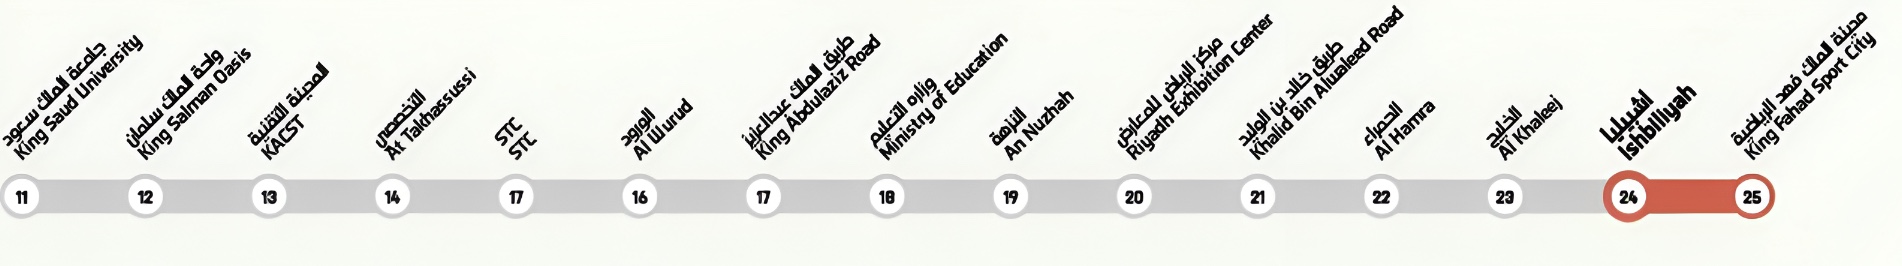 جامعة الملك سعود
King Saud University
واحة الملك سلمان
King Salman Oasis
المدينة التقنية
KACST
التخصصي
At Takhassussi
STC
STC
الورود
Al Wurud
طريق الملك عبدالعزيز
King Abdulaziz Road
وزارة التعليم
Ministry of Education
النزهة
An Nuzhah
مركز الرياض للمعارض
Riyadh Exhibition Center
طريق خالد بن الوليد
Khalid Bin Alwaleed Road
الحمراء
Al Hamra
الخليج
Al Khaleej
اشبيليا
Ishbiliyah
مدينة الملك فهد الرياضية
King Fahad Sport City
11 12 13 14 17 16 17 18 19 20 21 22 23 24 25